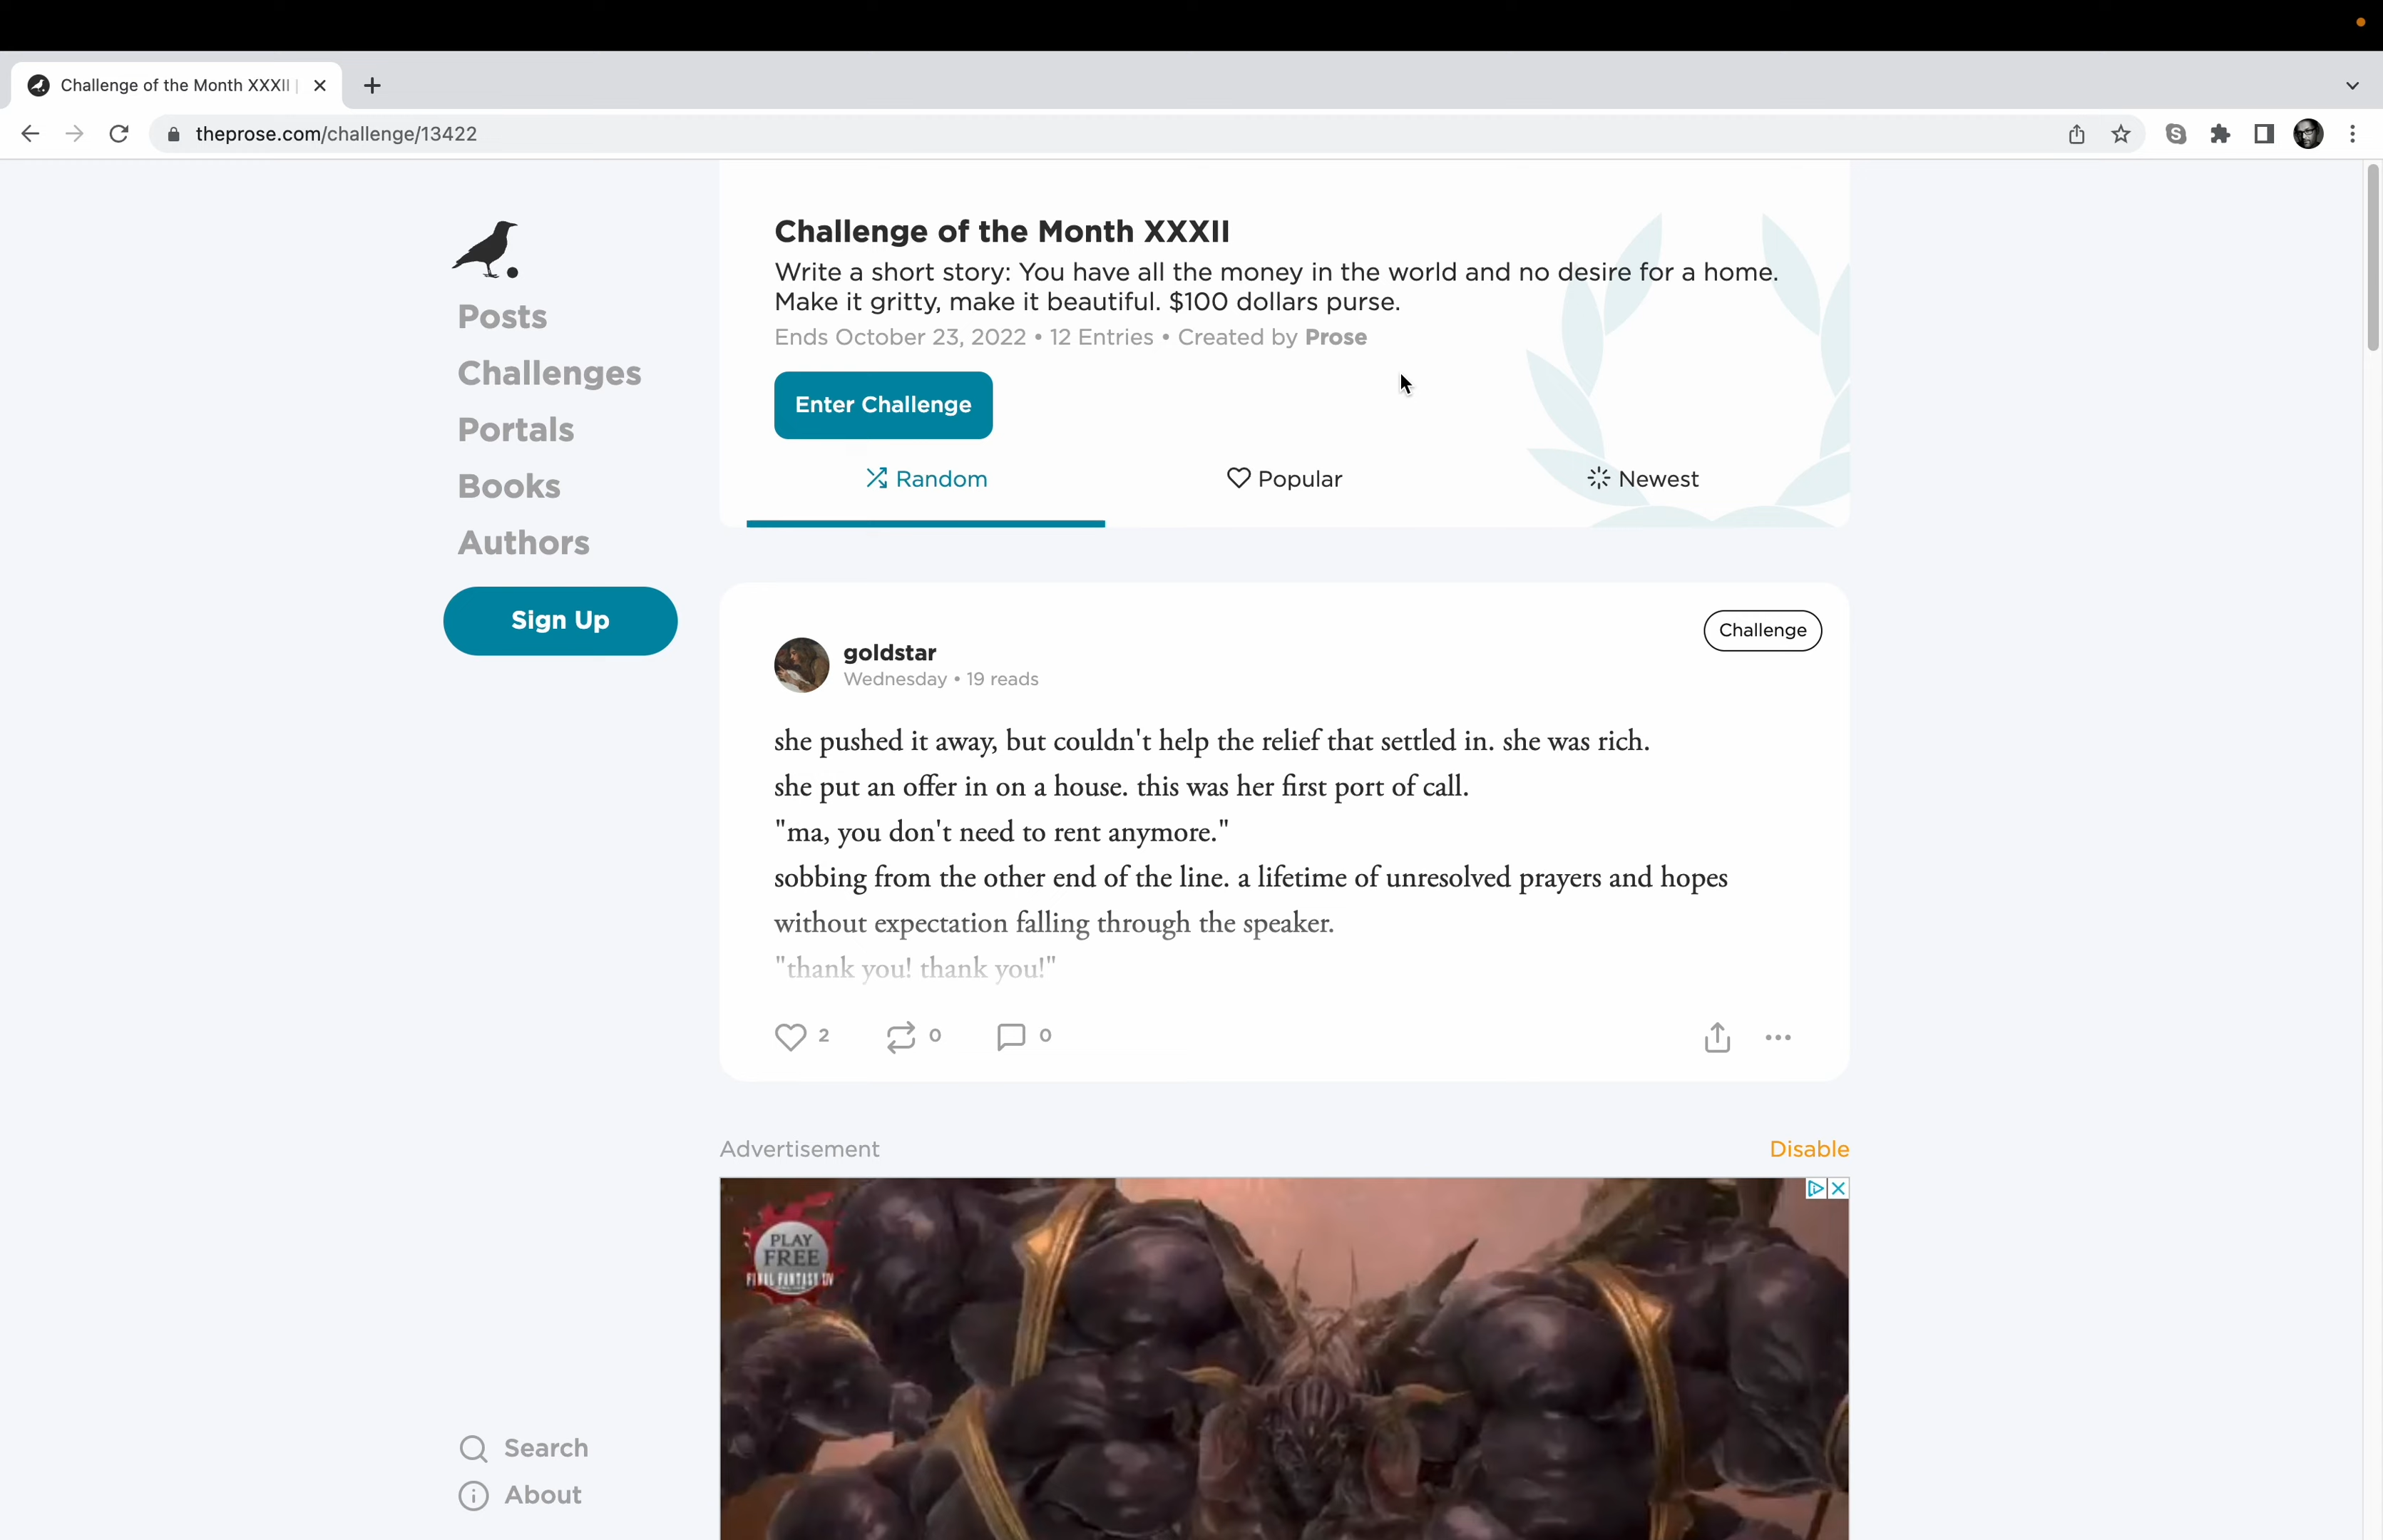 Challenge of the Month XXXII
theprose.com/challenge/13422
Challenge of the Month XXXII
Write a short story: You have all the money in the world and no desire for a home.
Make it gritty, make it beautiful. $100 dollars purse.
Ends October 23, 2022 • 12 Entries • Created by Prose
Enter Challenge
Random
Popular
Newest
Posts
Challenges
Portals
Books
Authors
Sign Up
Challenge
goldstar
Wednesday • 19 reads
she pushed it away, but couldn't help the relief that settled in. she was rich.
she put an offer in on a house. this was her first port of call.
"ma, you don't need to rent anymore."
sobbing from the other end of the line. a lifetime of unresolved prayers and hopes
without expectation falling through the speaker.
"thank you! thank you!"
2
0
0
Advertisement
Disable
PLAY
FREE
FINAL FANTASY XIV
Search
About